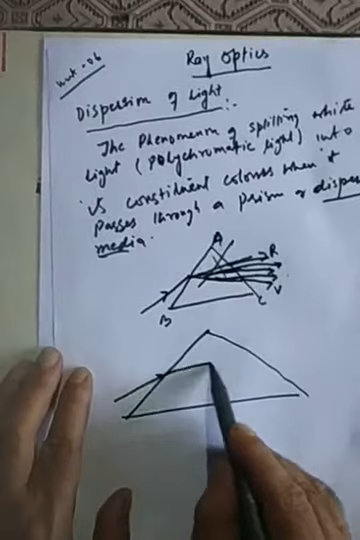 Ray Optics
Dispersion of Light :-
The Phenomenon of splitting white
light (Polychromatic light) into
its constituent colours when it
passes through a prism or disper
media.
A
R
V
B
C